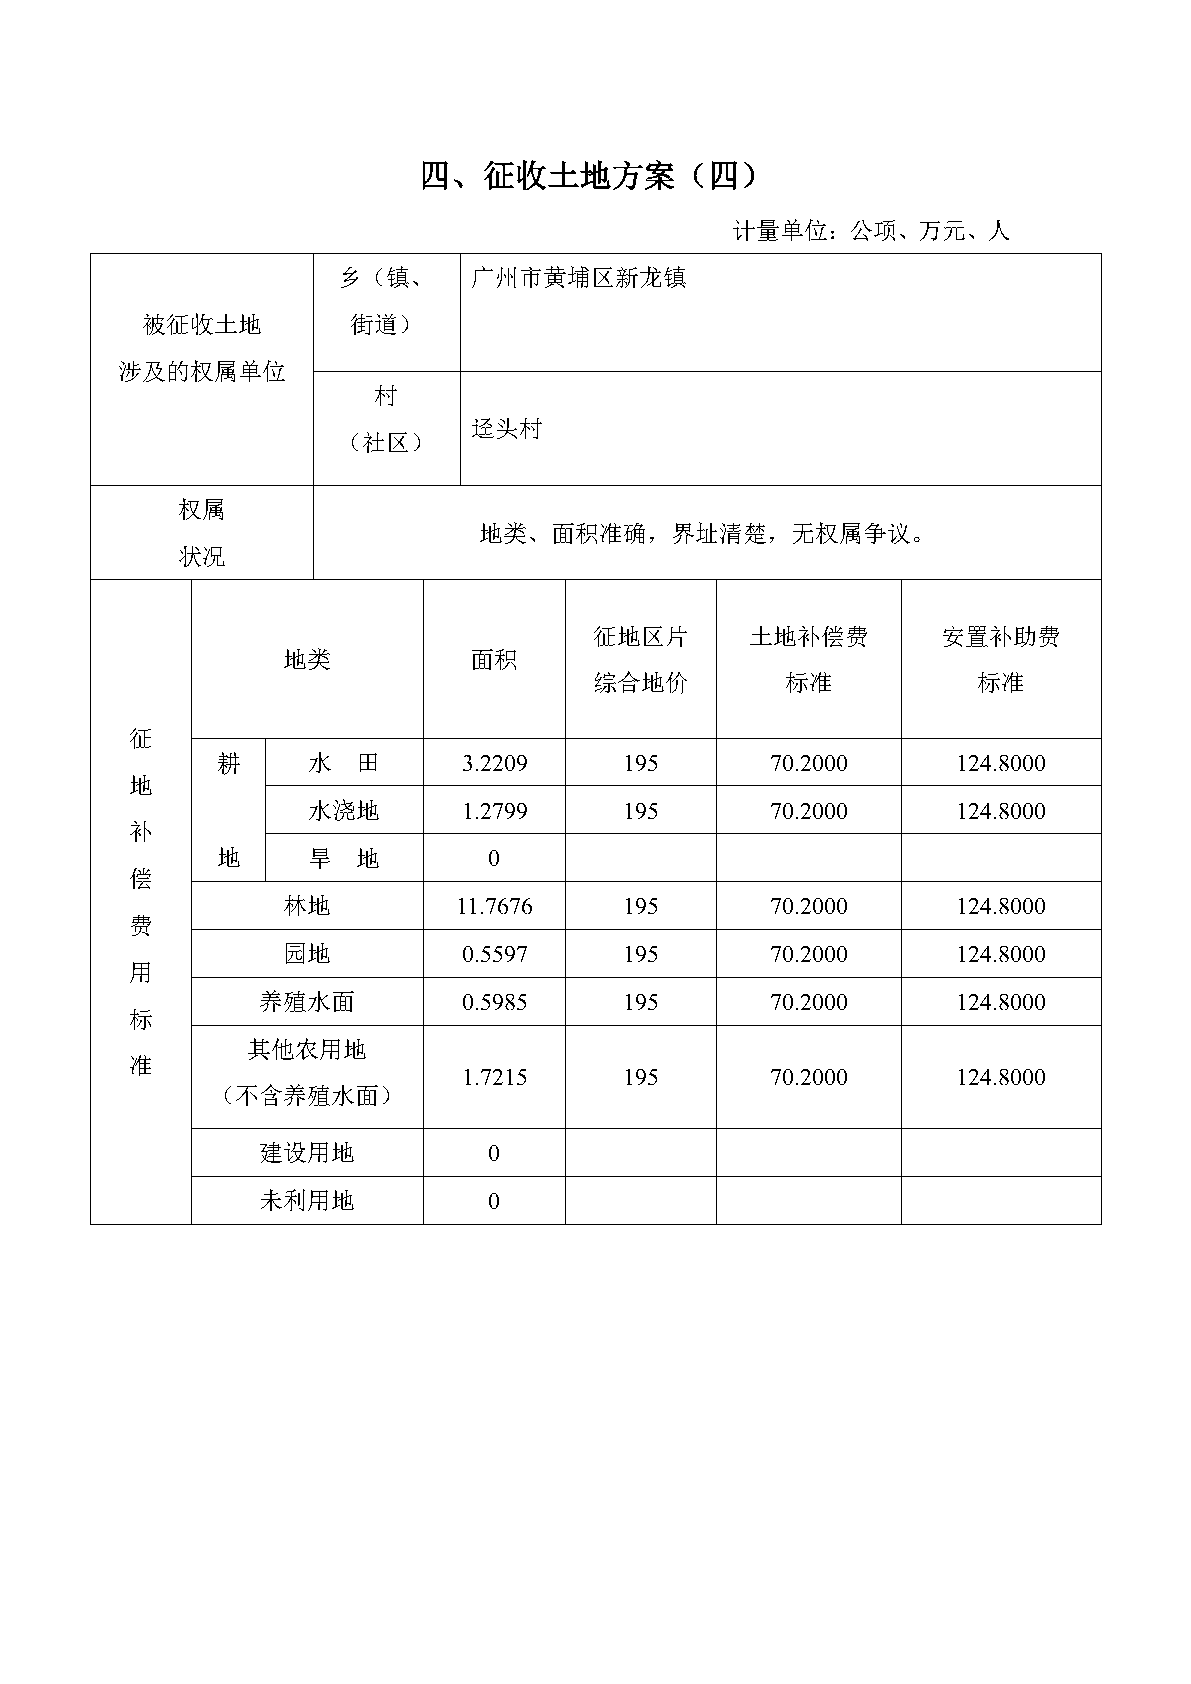 四、征收土地方案（四）
计量单位：公项、万元、人
被征收土地
涉及的权属单位
乡（镇、
街道）
广州市黄埔区新龙镇
村
（社区）
迳头村
权属
状况
地类、面积准确，界址清楚，无权属争议。
征
地
补
偿
费
用
标
准
地类
面积
征地区片
综合地价
土地补偿费
标准
安置补助费
标准
耕
地
水 田 3.2209 195 70.2000 124.8000
水浇地 1.2799 195 70.2000 124.8000
旱 地 0
林地 11.7676 195 70.2000 124.8000
园地 0.5597 195 70.2000 124.8000
养殖水面 0.5985 195 70.2000 124.8000
其他农用地
（不含养殖水面）
1.7215 195 70.2000 124.8000
建设用地 0
未利用地 0